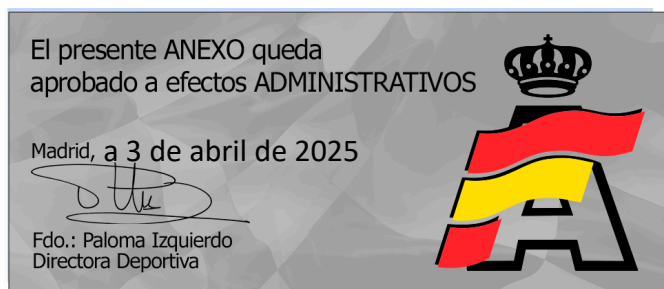 El presente ANEXO queda
aprobado a efectos ADMINISTRATIVOS
Madrid, a 3 de abril de 2025
Fdo.: Paloma Izquierdo
Directora Deportiva